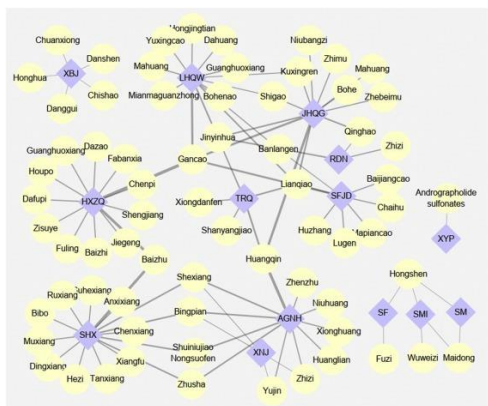 Hongjingtian
Chuanxiong
Yuxingcao
Dahuang
Niubangzi
Danshen
Guanghuoxiang
Zhimu
Mahuang
Kuxingren
Mahuang
XBJ
LHQW
Honghua
Shigao
Bohe
Zhebeimu
Chishao
Mianmaguanzhong
Bohenao
Danggui
JHQG
Jinyinhua
Qinghao
Banlangen
Zhizi
Guanghuoxiang
Dazao
Fabanxia
Gancao
RDN
Houpo
Chenpi
Lianqiao
Baijiangcao
Andrographolide
sulfonates
Dafupi
HXZQ
Xiongdanfen
TRQ
SFJD
Chaihu
Shengjiang
Zisuye
Shanyangjiao
Huzhang
Mapiancao
XYP
Fuling
Baizhi
Jiegeng
Lugen
Baizhu
Huangqin
Shexiang
Zhenzhu
Hongshen
Ruxiang
Suhexiang
Anxixiang
Niuhuang
Bibo
Bingpian
AGNH
SF
SMI
SM
Chenxiang
Xionghuang
Muxiang
SHX
Shuiniujiao
Nongsuofen
XNJ
Huanglian
Fuzi
Wuweizi
Maidong
Dingxiang
Xiangfu
Hezi
Tanxiang
Zhusha
Yujin
Zhizi